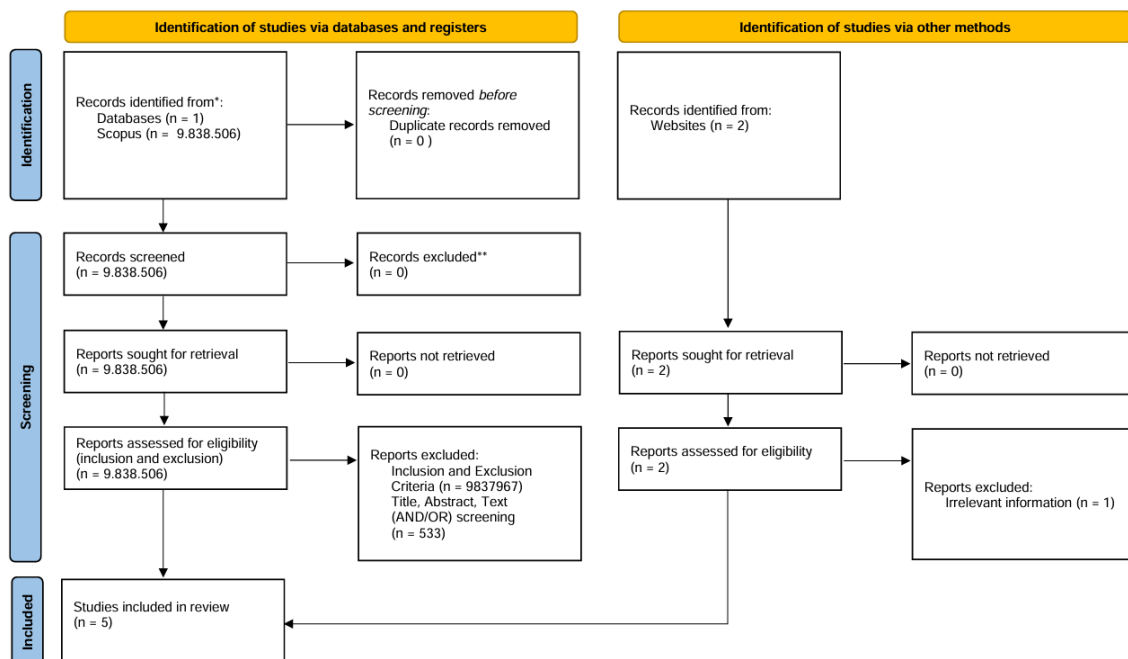 Identification of studies via databases and registers
Identification of studies via other methods
Identification
Records identified from*:
Databases (n = 1)
Scopus (n = 9.838.506)
Records removed before
screening:
Duplicate records removed
(n = 0 )
Records identified from:
Websites (n = 2)
Screening
Records screened
(n = 9.838.506)
Records excluded**
(n = 0)
Reports sought for retrieval
(n = 9.838.506)
Reports not retrieved
(n = 0)
Reports sought for retrieval
(n = 2)
Reports not retrieved
(n = 0)
Reports assessed for eligibility
(inclusion and exclusion)
(n = 9.838.506)
Reports excluded:
Inclusion and Exclusion
Criteria (n = 9837967)
Title, Abstract, Text
(AND/OR) screening
(n = 533)
Reports assessed for eligibility
(n = 2)
Reports excluded:
Irrelevant information (n = 1)
Included
Studies included in review
(n = 5)